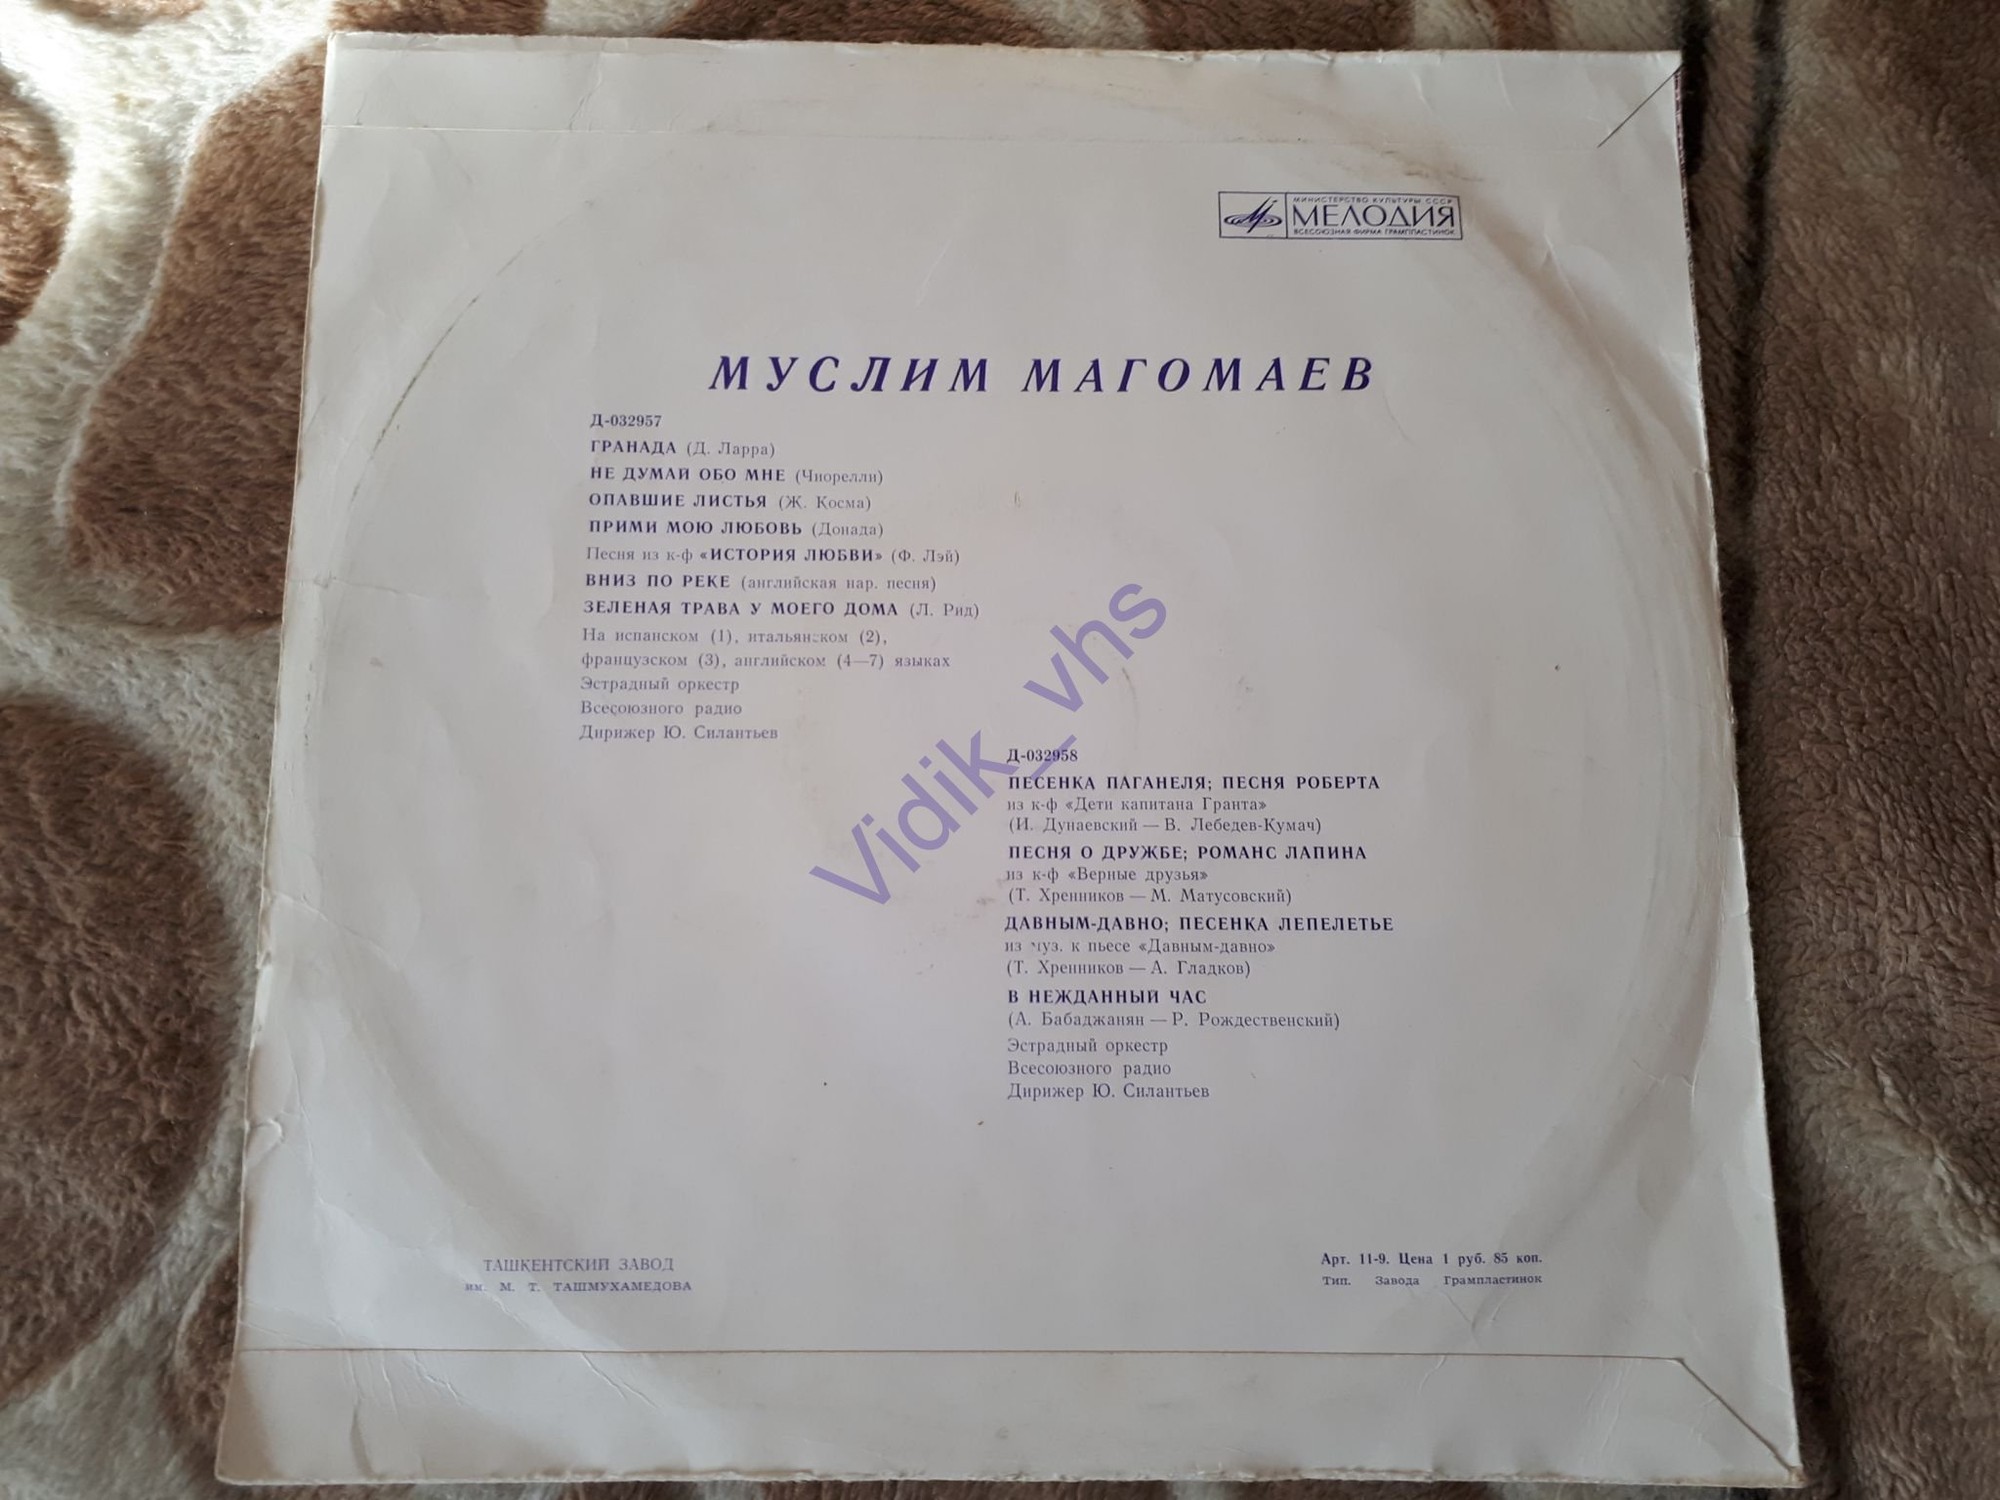 МИНИСТЕРСТВО КУЛЬТУРЫ СССР
МЕЛОДИЯ
ВСЕСОЮЗНАЯ ФИРМА ГРАМПЛАСТИНОК
МУСЛИМ МАГОМАЕВ
Д-032957
ГРАНАДА (Д. Ларра)
НЕ ДУМАЙ ОБО МНЕ (Чиорелли)
ОПАВШИЕ ЛИСТЬЯ (Ж. Косма)
ПРИМИ МОЮ ЛЮБОВЬ (Донада)
Песня из к-ф «ИСТОРИЯ ЛЮБВИ» (Ф. Лэй)
ВНИЗ ПО РЕКЕ (английская нар. песня)
ЗЕЛЕНАЯ ТРАВА У МОЕГО ДОМА (Л. Рид)
На испанском (1), итальянском (2),
французском (3), английском (4—7) языках
Эстрадный оркестр
Всесоюзного радио
Дирижер Ю. Силантьев
Vidik_vhs
Д-032958
ПЕСЕНКА ПАГАНЕЛЯ; ПЕСНЯ РОБЕРТА
из к-ф «Дети капитана Гранта»
(И. Дунаевский — В. Лебедев-Кумач)
ПЕСНЯ О ДРУЖБЕ; РОМАНС ЛАПИНА
из к-ф «Верные друзья»
(Т. Хренников — М. Матусовский)
ДАВНЫМ-ДАВНО; ПЕСЕНКА ЛЕПЕЛЕТЬЕ
из муз. к пьесе «Давным-давно»
(Т. Хренников — А. Гладков)
В НЕЖДАННЫЙ ЧАС
(А. Бабаджанян — Р. Рождественский)
Эстрадный оркестр
Всесоюзного радио
Дирижер Ю. Силантьев
ТАШКЕНТСКИЙ ЗАВОД
им. М. Т. ТАШМУХАМЕДОВА
Арт. 11-9. Цена 1 руб. 85 коп.
Тип. Завода Грампластинок